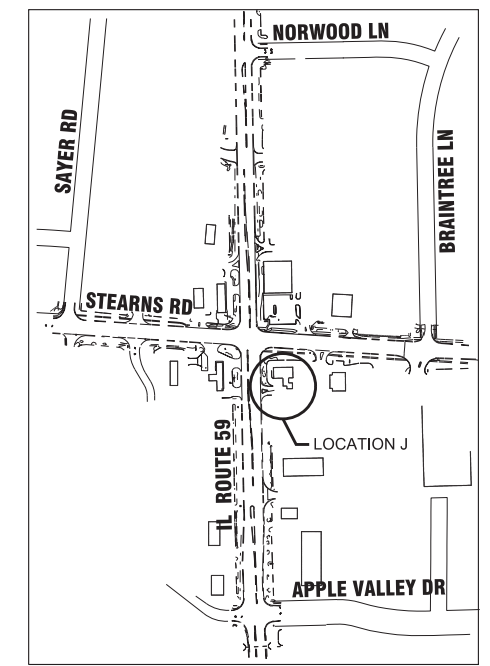 NORWOOD LN
SAYER RD
BRAINTREE LN
STEARNS RD
LOCATION J
IL ROUTE 59
APPLE VALLEY DR